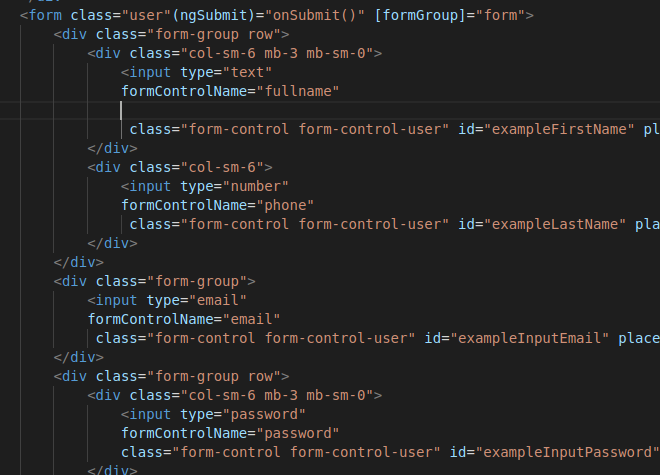 </div>
<form class="user"(ngSubmit)="onSubmit()" [formGroup]="form">
<div class="form-group row">
<div class="col-sm-6 mb-3 mb-sm-0">
<input type="text"
formControlName="fullname"
class="form-control form-control-user" id="exampleFirstName" pl
</div>
<div class="col-sm-6">
<input type="number"
formControlName="phone"
class="form-control form-control-user" id="exampleLastName" pla
</div>
</div>
<div class="form-group">
<input type="email"
formControlName="email"
class="form-control form-control-user" id="exampleInputEmail" place
</div>
<div class="form-group row">
<div class="col-sm-6 mb-3 mb-sm-0">
<input type="password"
formControlName="password"
class="form-control form-control-user" id="exampleInputPassword"
</div>